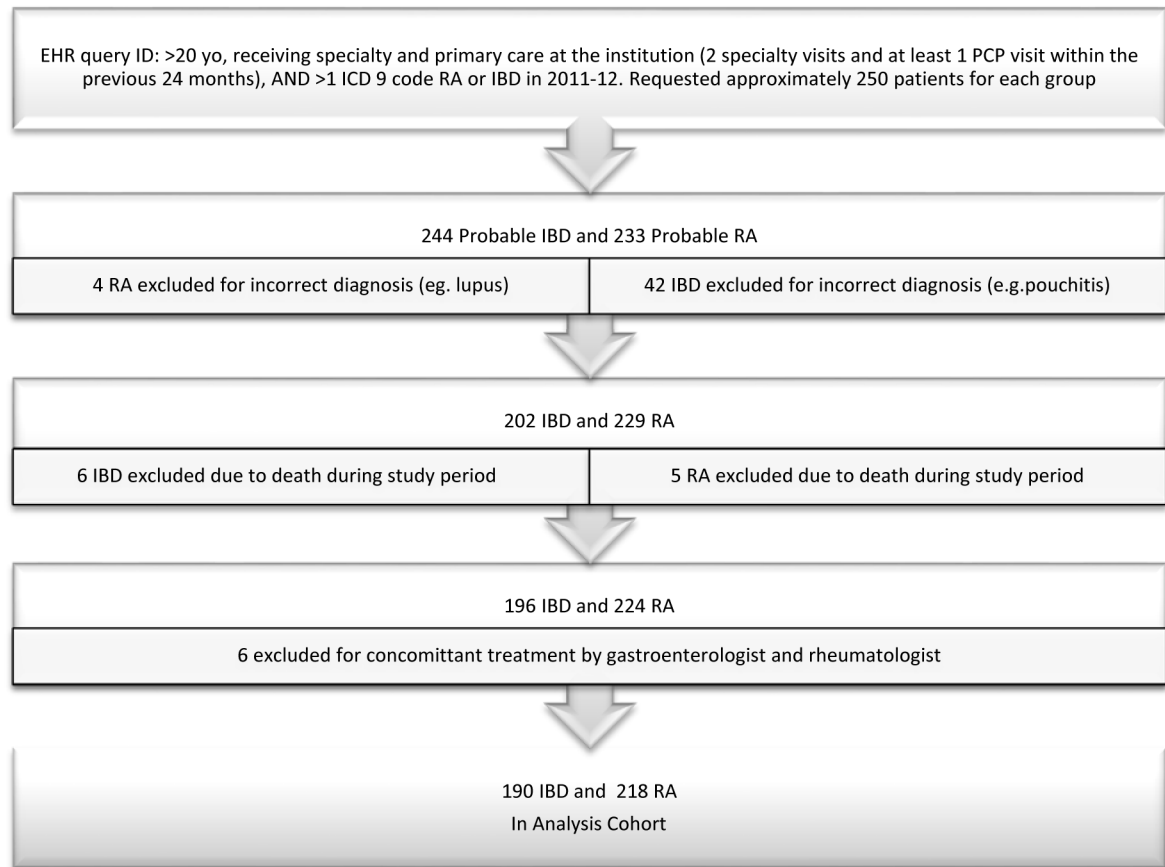 EHR query ID: >20 yo, receiving specialty and primary care at the institution (2 specialty visits and at least 1 PCP visit within the
previous 24 months), AND >1 ICD 9 code RA or IBD in 2011-12. Requested approximately 250 patients for each group
244 Probable IBD and 233 Probable RA
4 RA excluded for incorrect diagnosis (eg. lupus)
42 IBD excluded for incorrect diagnosis (e.g.pouchitis)
202 IBD and 229 RA
6 IBD excluded due to death during study period
5 RA excluded due to death during study period
196 IBD and 224 RA
6 excluded for concomittant treatment by gastroenterologist and rheumatologist
190 IBD and 218 RA
In Analysis Cohort